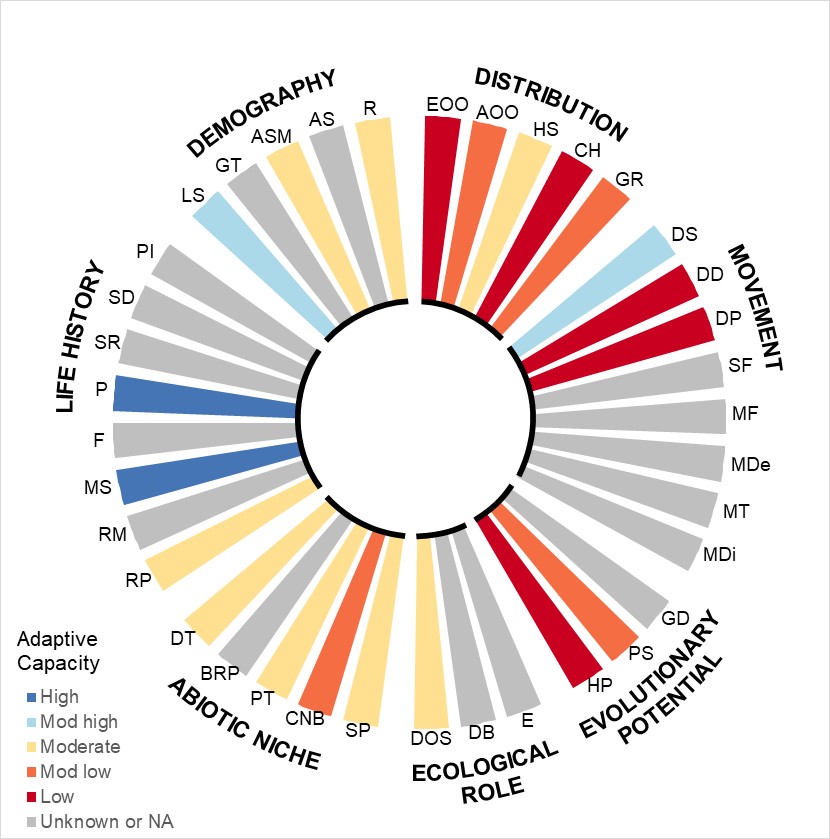 DISTRIBUTION
EOO
AOO
HS
CH
GR
MOVEMENT
DS
DD
DP
SF
MF
MDe
MT
MDi
EVOLUTIONARY
POTENTIAL
GD
PS
HP
ECOLOGICAL
ROLE
E
DB
DOS
ABIOTIC NICHE
SP
CNB
PT
BRP
DT
LIFE HISTORY
RP
RM
MS
F
P
SR
SD
PI
DEMOGRAPHY
LS
GT
ASM
AS
R
Adaptive
Capacity
High
Mod high
Moderate
Mod low
Low
Unknown or NA